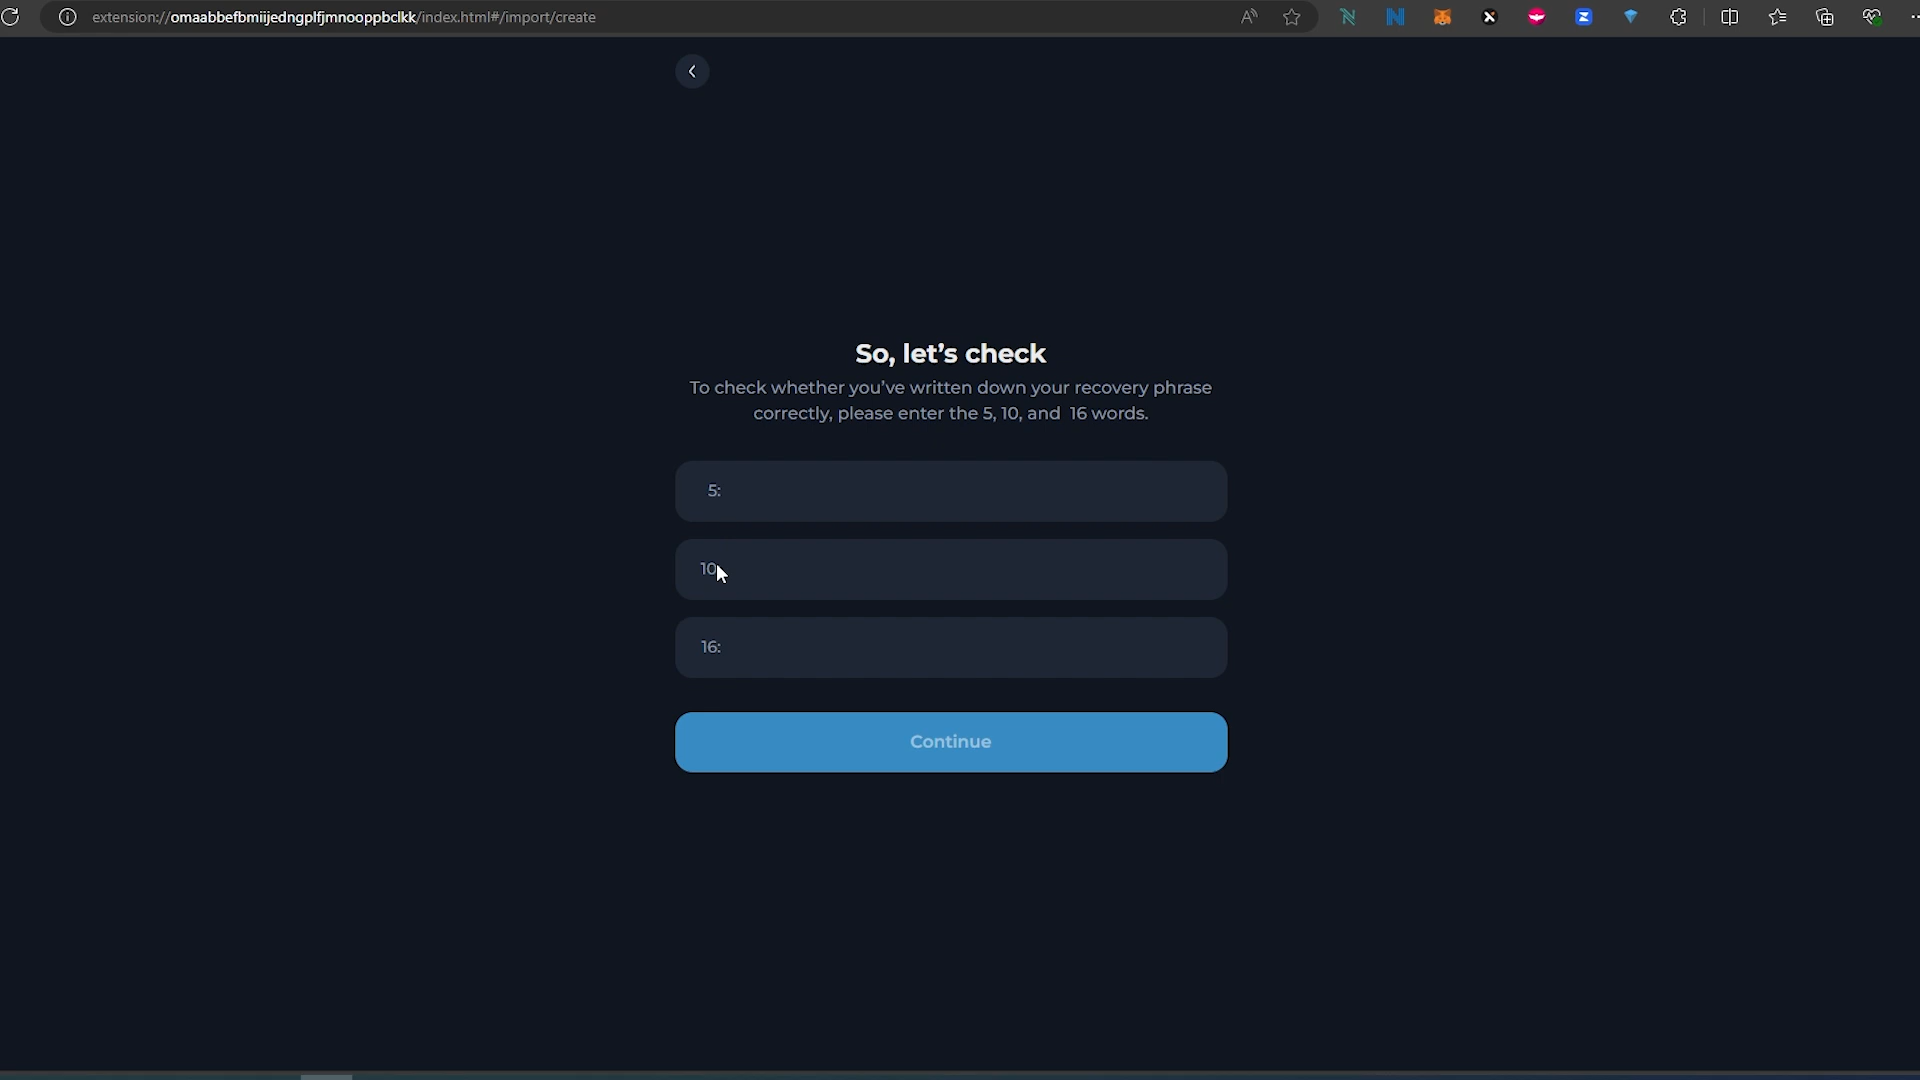 extension://omaabbefbmiijedngplfjmnooppbclkk/index.html#/import/create
So, let’s check
To check whether you’ve written down your recovery phrase
correctly, please enter the 5, 10, and 16 words.
5:
10
16:
Continue